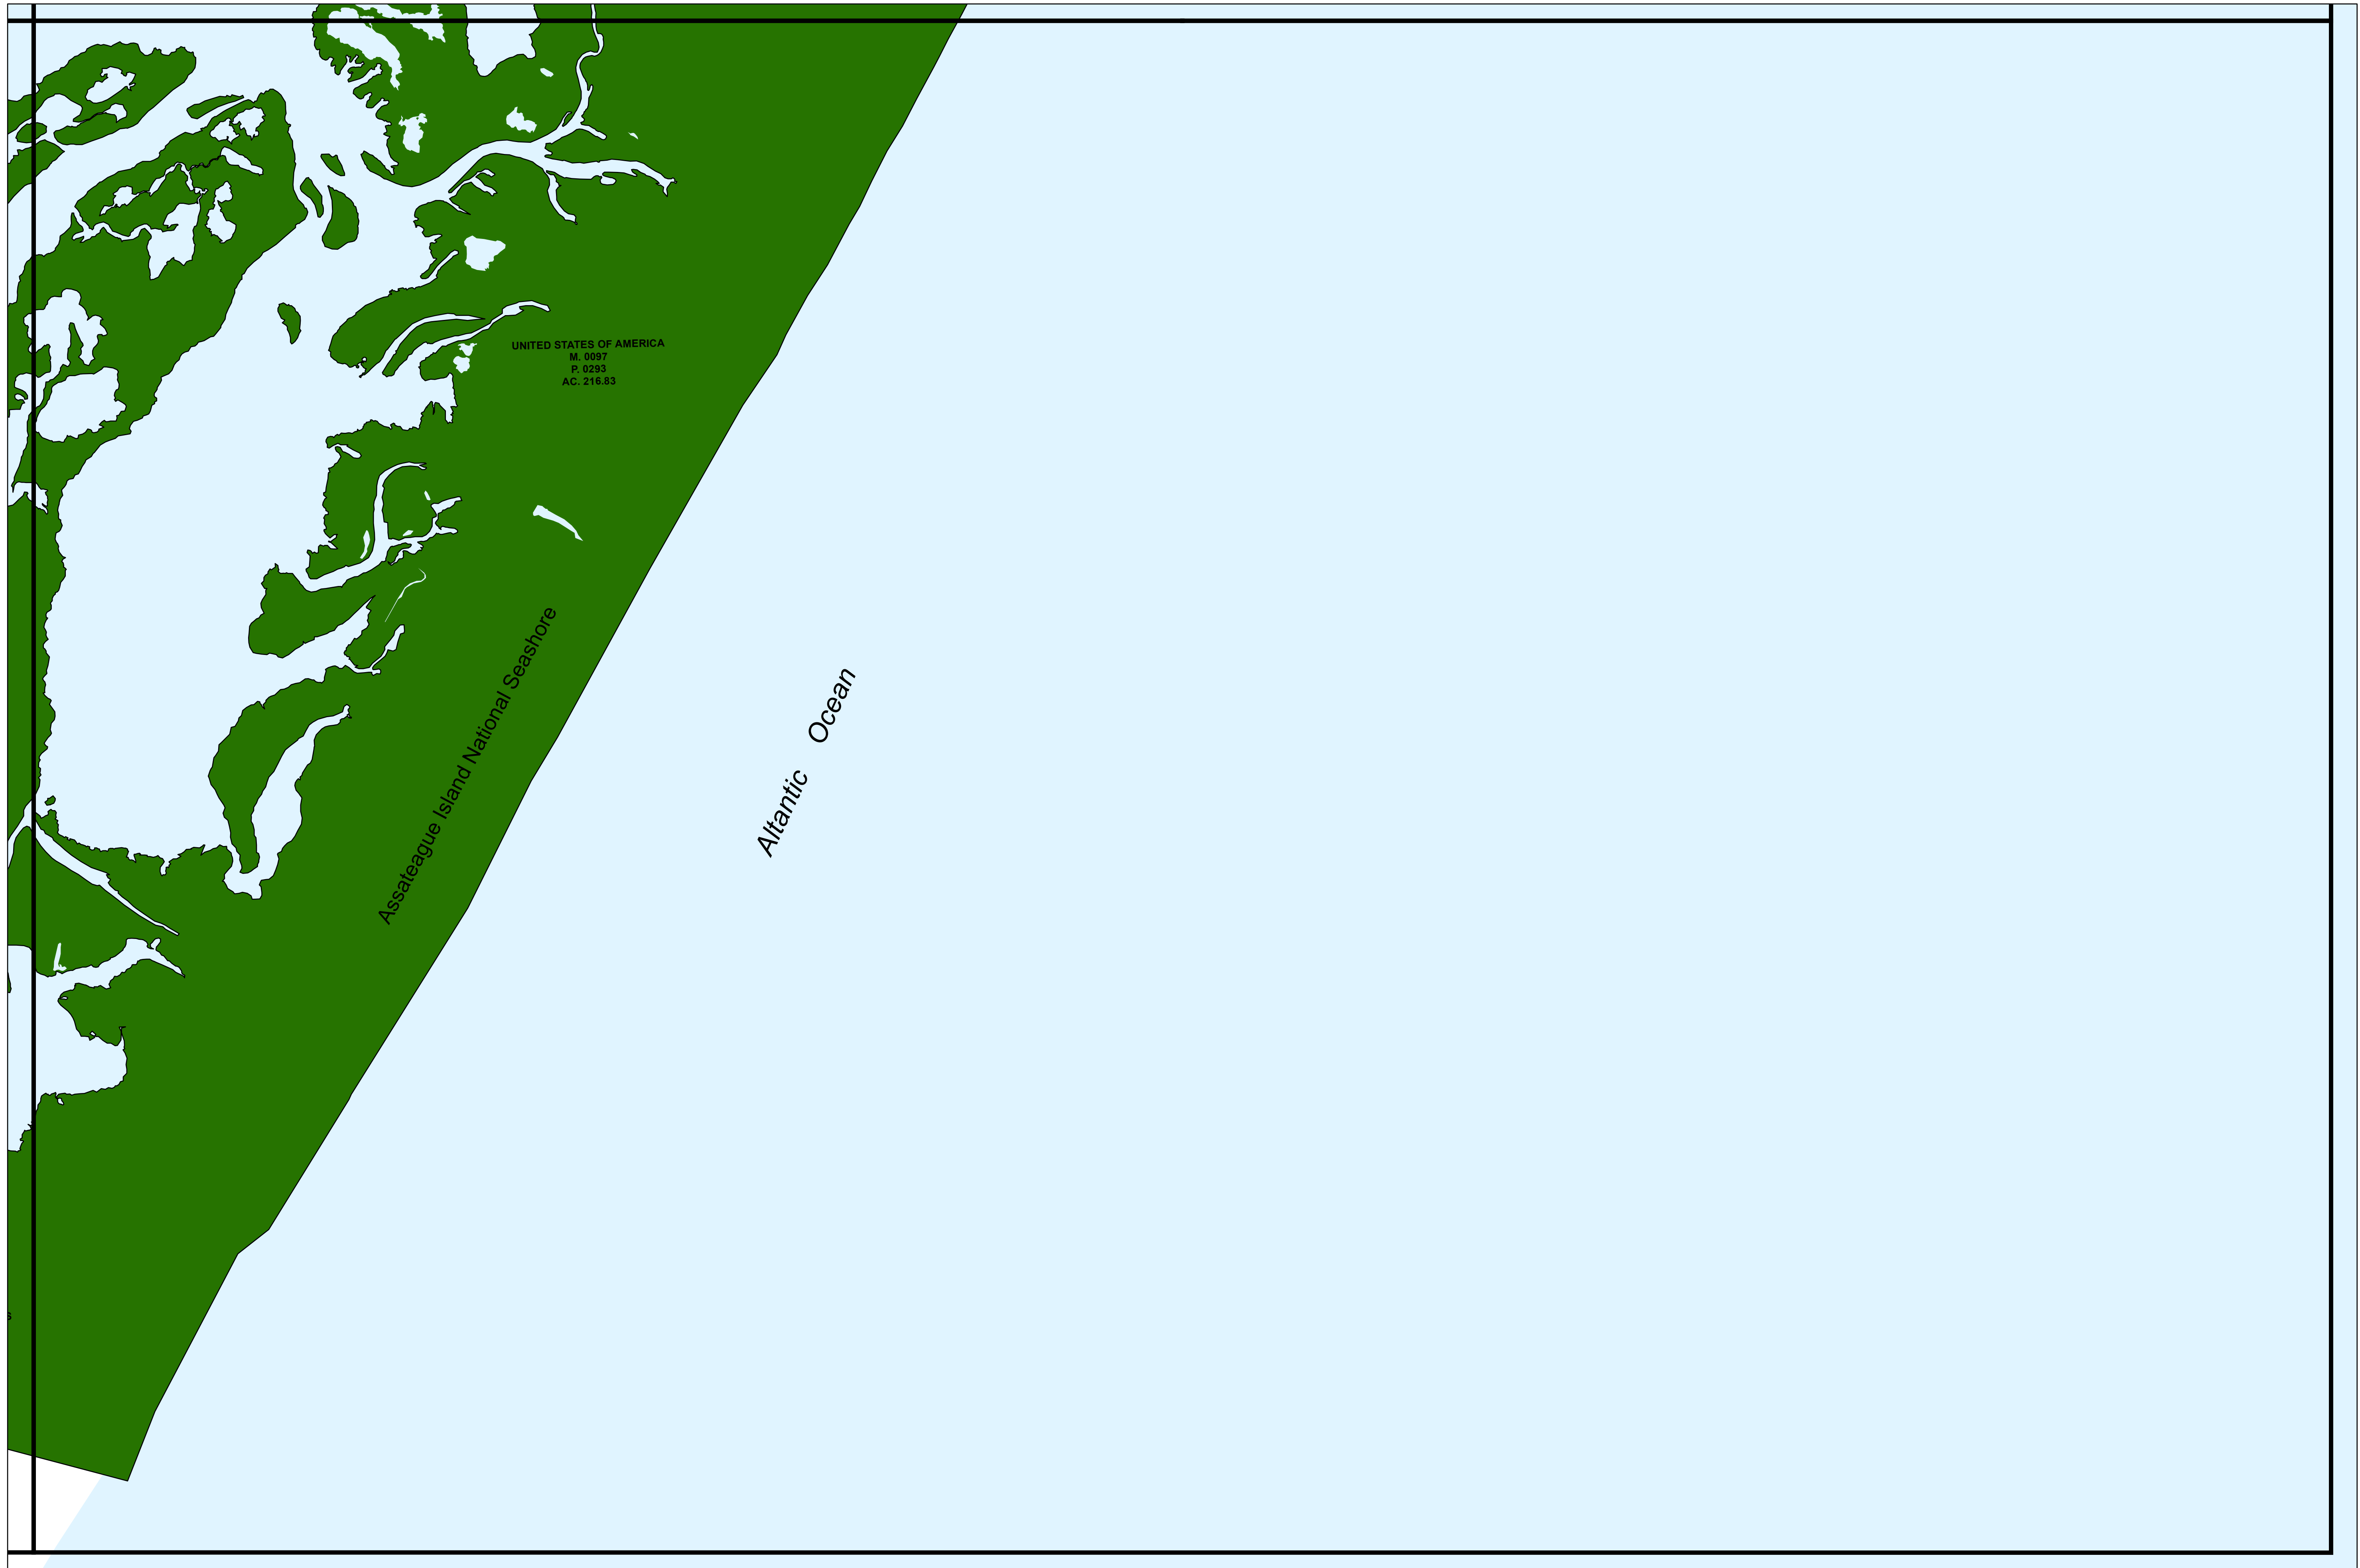 UNITED STATES OF AMERICA
M. 0097
P. 0293
AC. 216.83
Assateague Island National Seashore
Altantic Ocean